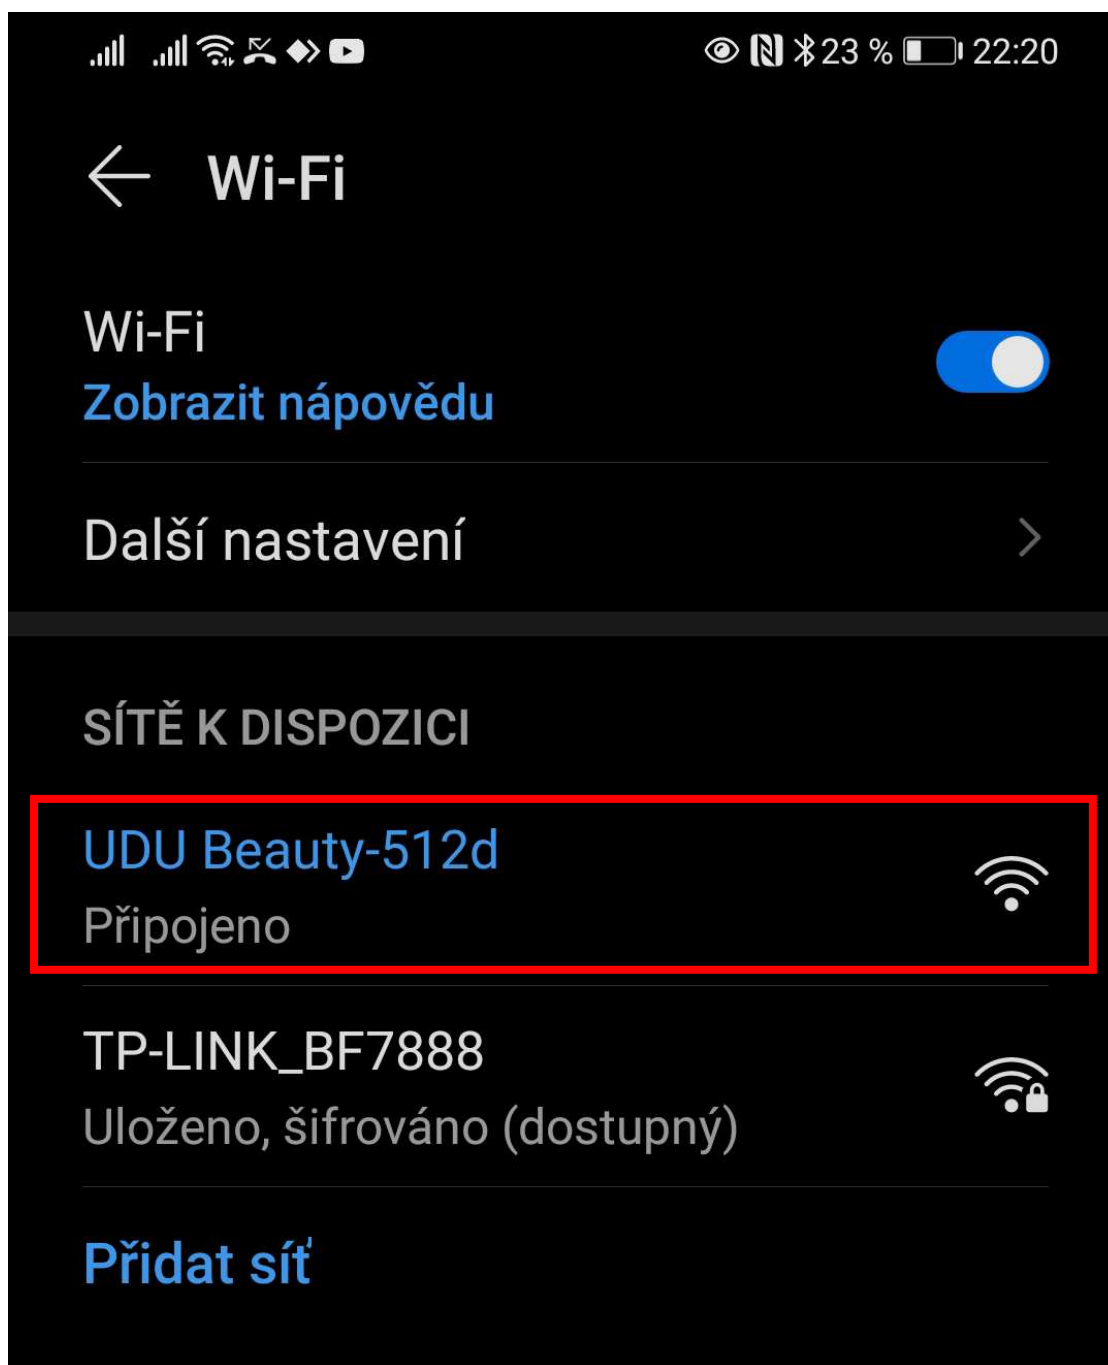 23 % 22:20
Wi-Fi
Wi-Fi
Zobrazit nápovědu
Další nastavení
SÍTĚ K DISPOZICI
UDU Beauty-512d
Připojeno
TP-LINK_BF7888
Uloženo, šifrováno (dostupný)
Přidat síť